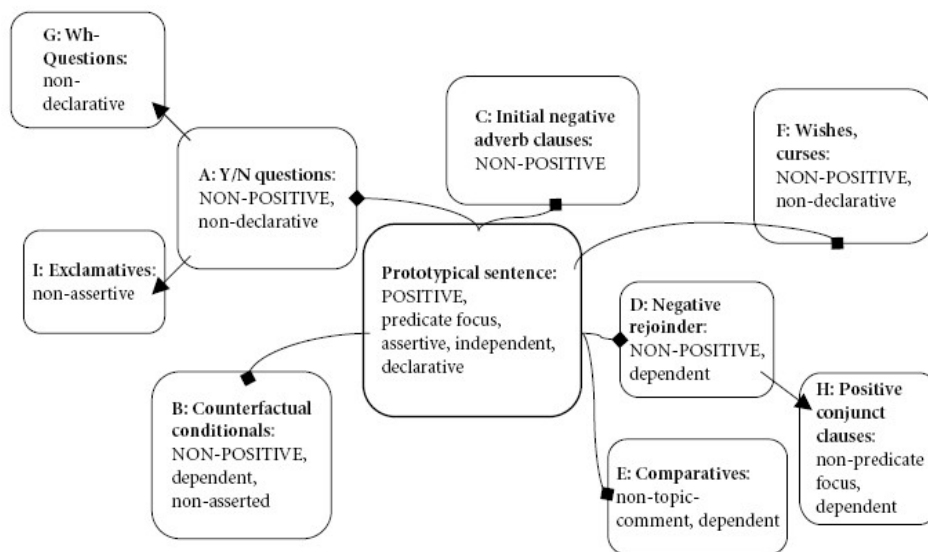 G: Wh-
Questions:
non-
declarative
A: Y/N questions:
NON-POSITIVE,
non-declarative
C: Initial negative
adverb clauses:
NON-POSITIVE
F: Wishes,
curses:
NON-POSITIVE,
non-declarative
I: Exclamatives:
non-assertive
Prototypical sentence:
POSITIVE,
predicate focus,
assertive, independent,
declarative
D: Negative
rejoinder:
NON-POSITIVE,
dependent
B: Counterfactual
conditionals:
NON-POSITIVE,
dependent,
non-asserted
E: Comparatives:
non-topic-
comment, dependent
H: Positive
conjunct
clauses:
non-predicate
focus,
dependent